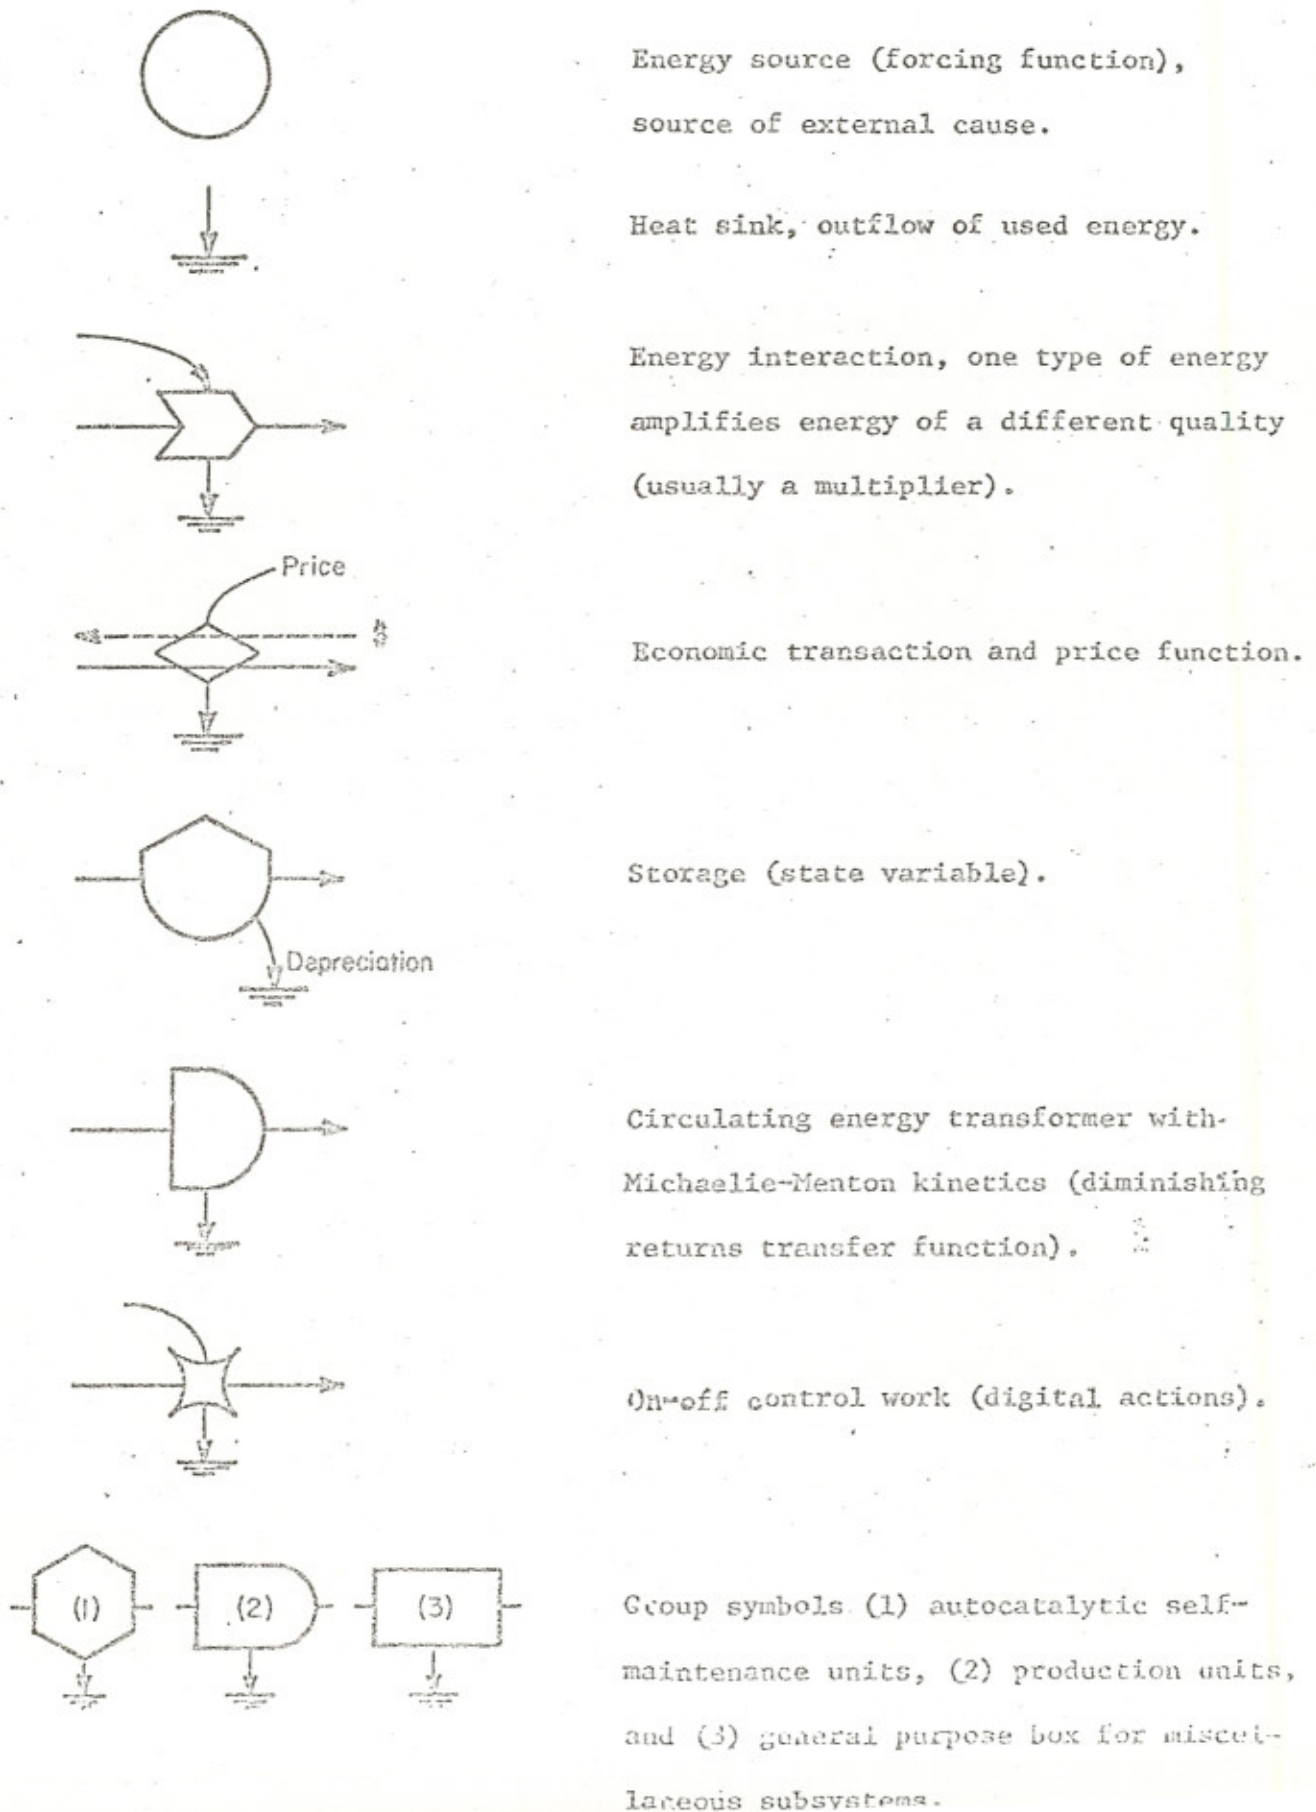 Energy source (forcing function),
source of external cause.
Heat sink, outflow of used energy.
Energy interaction, one type of energy
amplifies energy of a different quality
(usually a multiplier).
Price
$
Economic transaction and price function.
Storage (state variable).
Depreciation
Circulating energy transformer with
Michaelie-Menton kinetics (diminishing
returns transfer function).
On-off control work (digital actions).
(1) (2) (3)
Group symbols (1) autocatalytic self-
maintenance units, (2) production units,
and (3) general purpose box for miscel-
laneous subsystems.